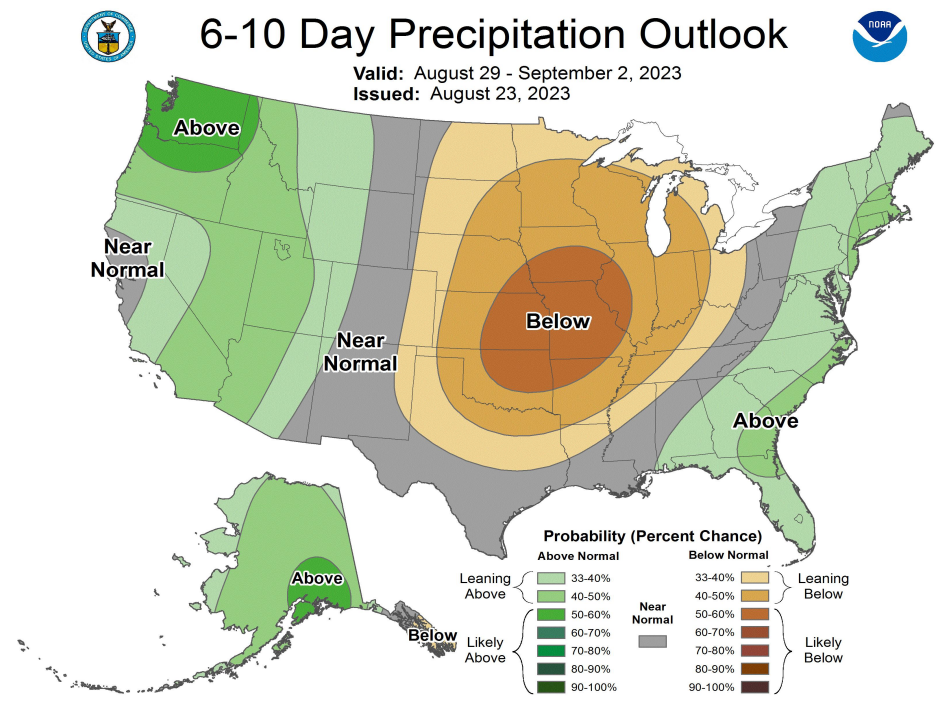 6-10 Day Precipitation Outlook
NOAA
Valid: August 29 - September 2, 2023
Issued: August 23, 2023
Above
Near
Normal
Near
Normal
Below
Above
Above
Below
Probability (Percent Chance)
Above Normal
Below Normal
Leaning
Above
33-40%
40-50%
Likely
Above
50-60%
60-70%
70-80%
80-90%
90-100%
Near
Normal
33-40%
40-50%
Leaning
Below
50-60%
60-70%
70-80%
80-90%
90-100%
Likely
Below